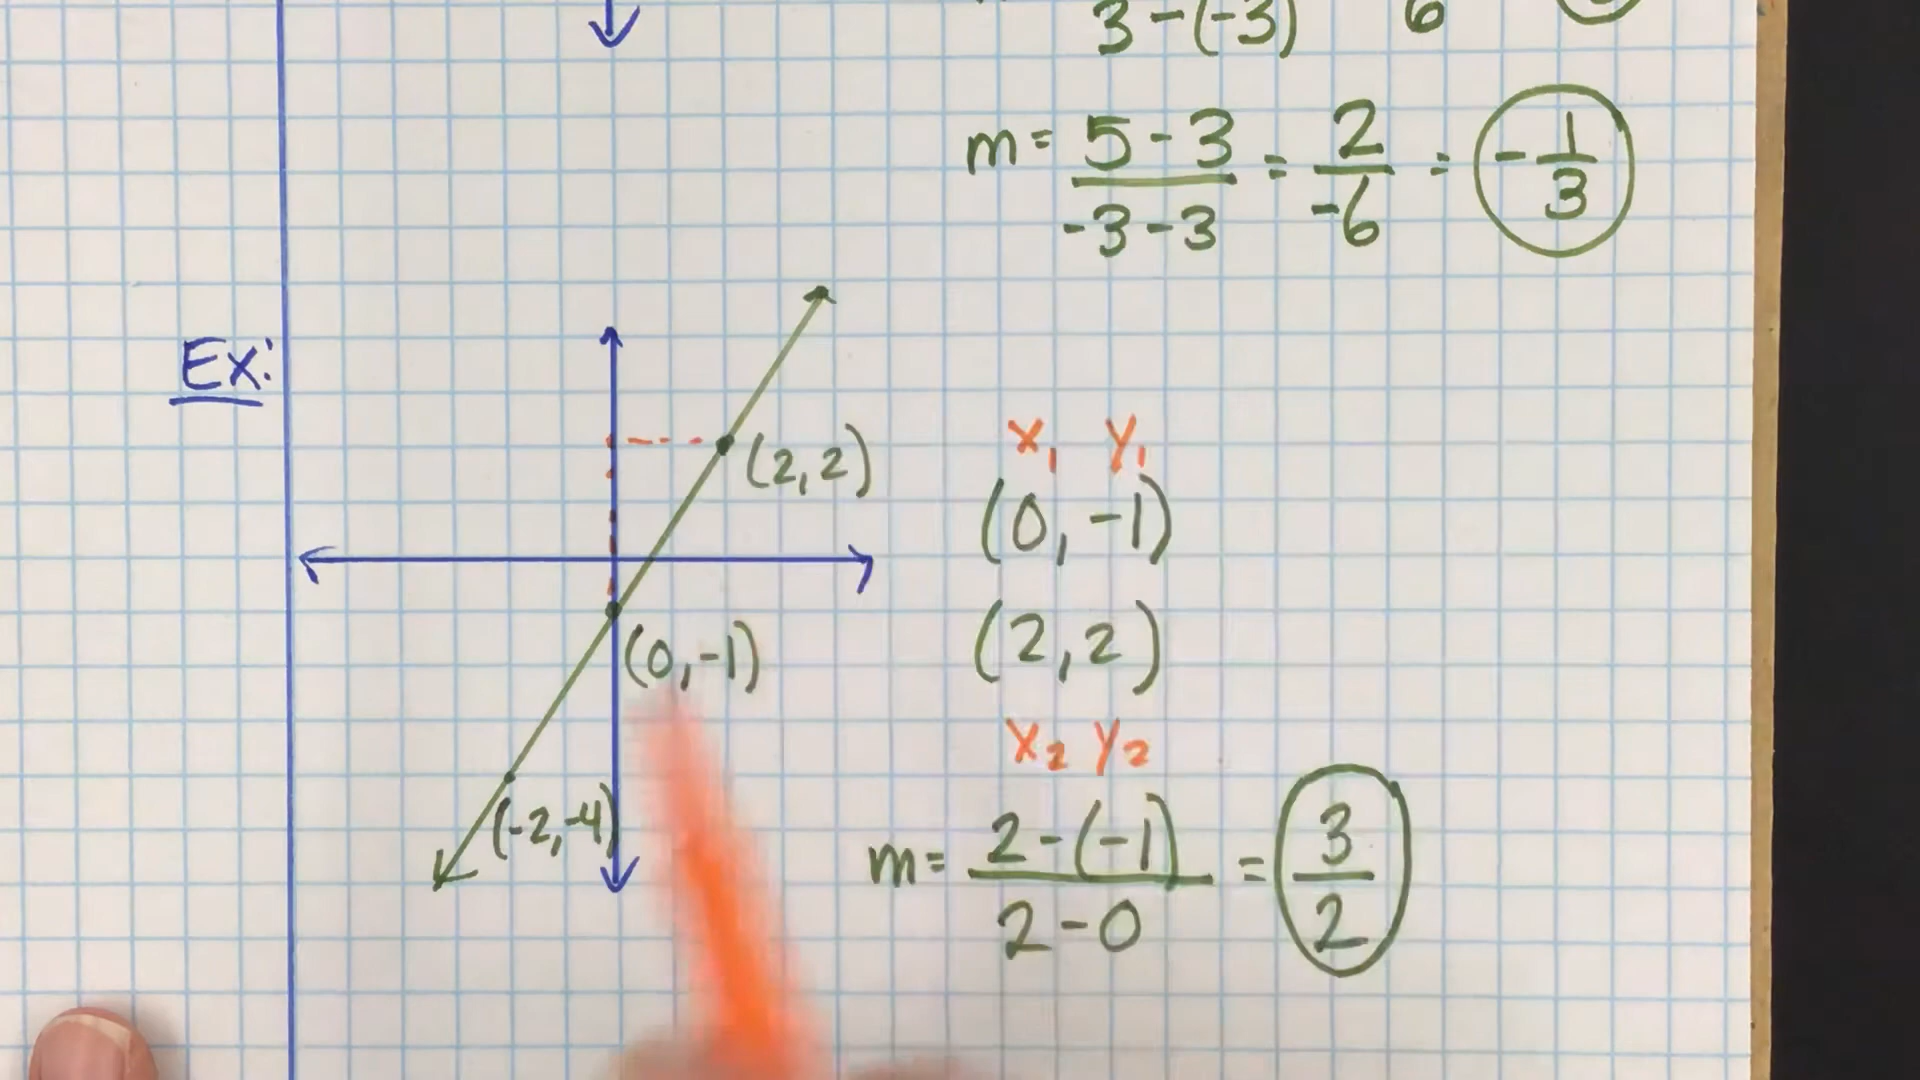 3-(-3) 6
m = 5-3 / -3-3 = 2 / -6 = -1/3
Ex:
(2,2)
(0,-1)
(-2,-4)
x₁ y₁
(0,-1)
(2,2)
x₂ y₂
m = 2-(-1) / 2-0 = 3/2